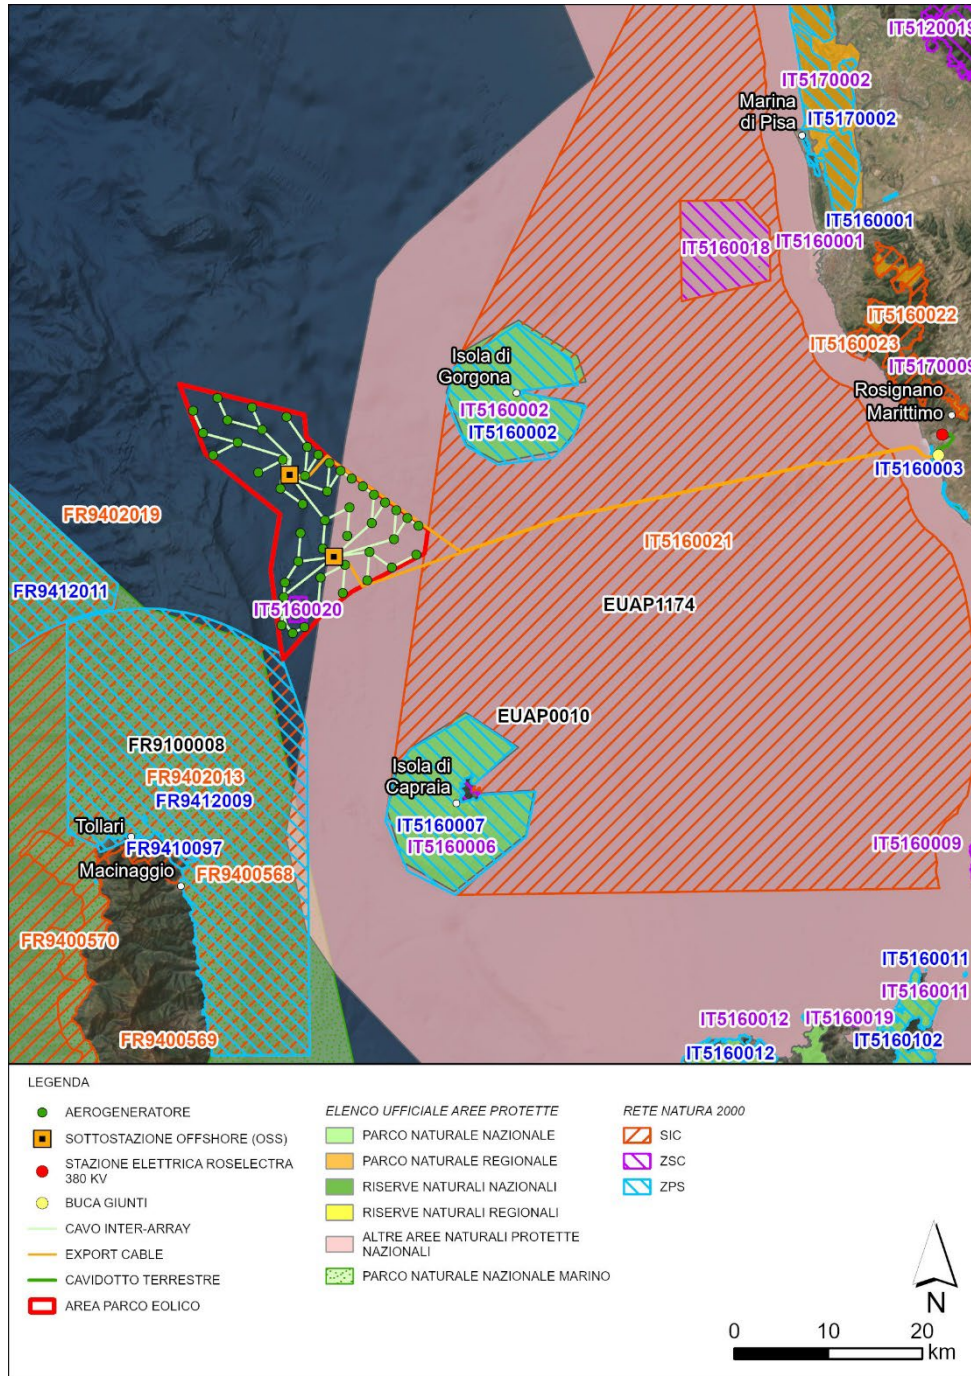 IT5120019
IT5170002
Marina
di Pisa
IT5170002
IT5160001
IT5160018
IT5160001
IT5160022
IT5160023
IT5170009
Isola di
Gorgona
Rosignano
Marittimo
IT5160002
IT5160002
IT5160003
FR9402019
IT5160021
FR9412011
IT5160020
EUAP1174
EUAP0010
FR9100008
Isola di
Capraia
FR9402013
FR9412009
Tollari
IT5160007
FR9410097
IT5160006
IT5160009
Macinaggio
FR9400568
FR9400570
IT5160011
IT5160011
IT5160012
IT5160019
FR9400569
IT5160012
IT5160102
LEGENDA
AEROGENERATORE
SOTTOSTAZIONE OFFSHORE (OSS)
STAZIONE ELETTRICA ROSELECTRA
380 KV
BUCA GIUNTI
CAVO INTER-ARRAY
EXPORT CABLE
CAVIDOTTO TERRESTRE
AREA PARCO EOLICO
ELENCO UFFICIALE AREE PROTETTE
PARCO NATURALE NAZIONALE
PARCO NATURALE REGIONALE
RISERVE NATURALI NAZIONALI
RISERVE NATURALI REGIONALI
ALTRE AREE NATURALI PROTETTE
NAZIONALI
PARCO NATURALE NAZIONALE MARINO
RETE NATURA 2000
SIC
ZSC
ZPS
N
0 10 20
km